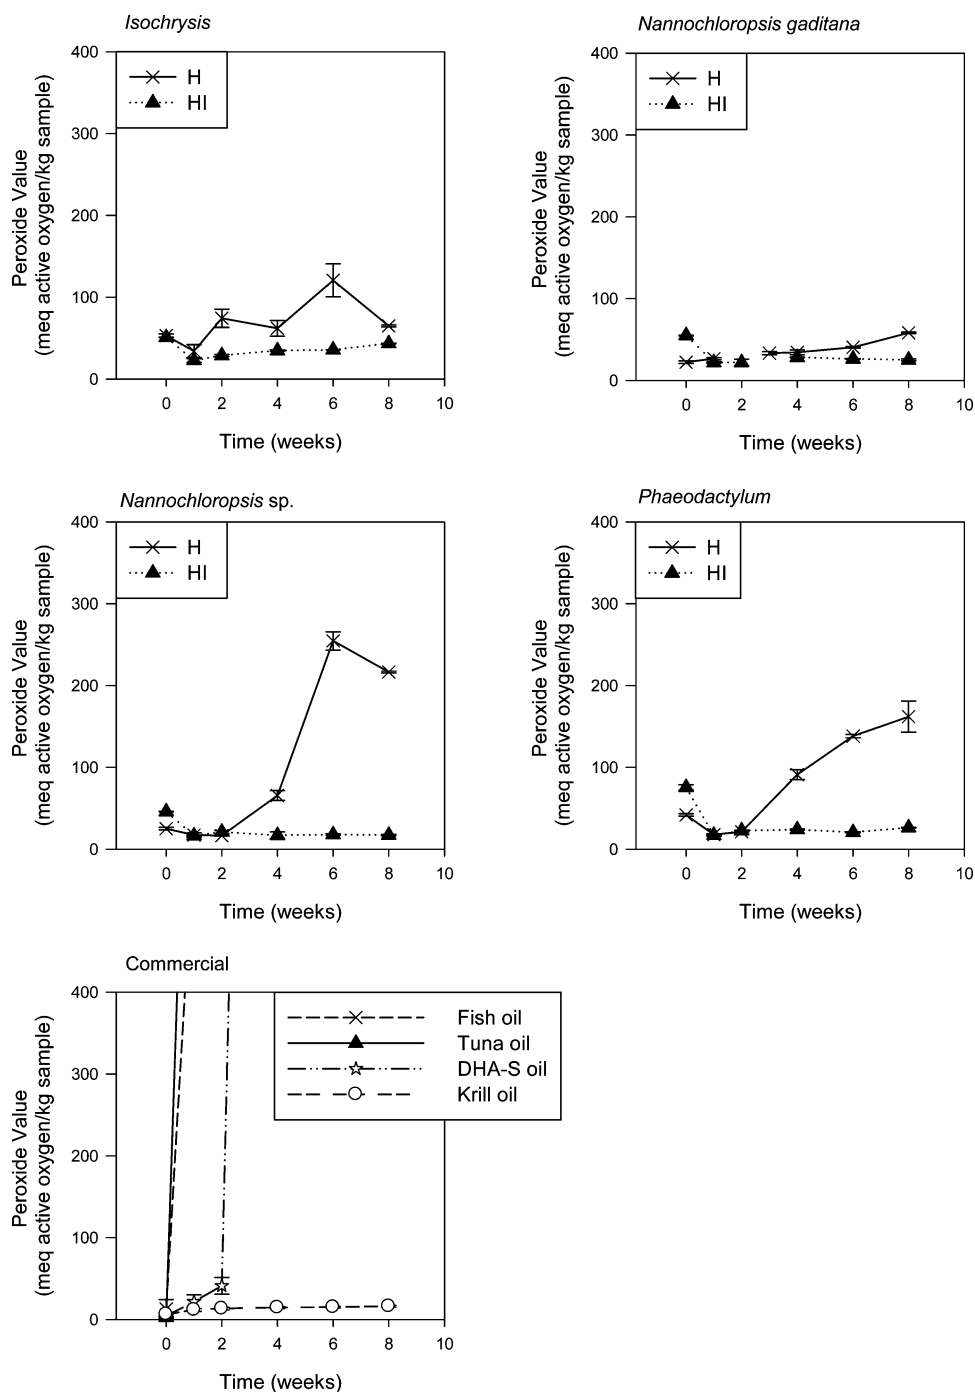 Isochrysis
400
300
200
100
0
Peroxide Value
(meq active oxygen/kg sample)
H
HI
0 2 4 6 8 10
Time (weeks)
Nannochloropsis gaditana
400
300
200
100
0
Peroxide Value
(meq active oxygen/kg sample)
H
HI
0 2 4 6 8 10
Time (weeks)
Nannochloropsis sp.
400
300
200
100
0
Peroxide Value
(meq active oxygen/kg sample)
H
HI
0 2 4 6 8 10
Time (weeks)
Phaeodactylum
400
300
200
100
0
Peroxide Value
(meq active oxygen/kg sample)
H
HI
0 2 4 6 8 10
Time (weeks)
Commercial
400
300
200
100
0
Peroxide Value
(meq active oxygen/kg sample)
Fish oil
Tuna oil
DHA-S oil
Krill oil
0 2 4 6 8 10
Time (weeks)